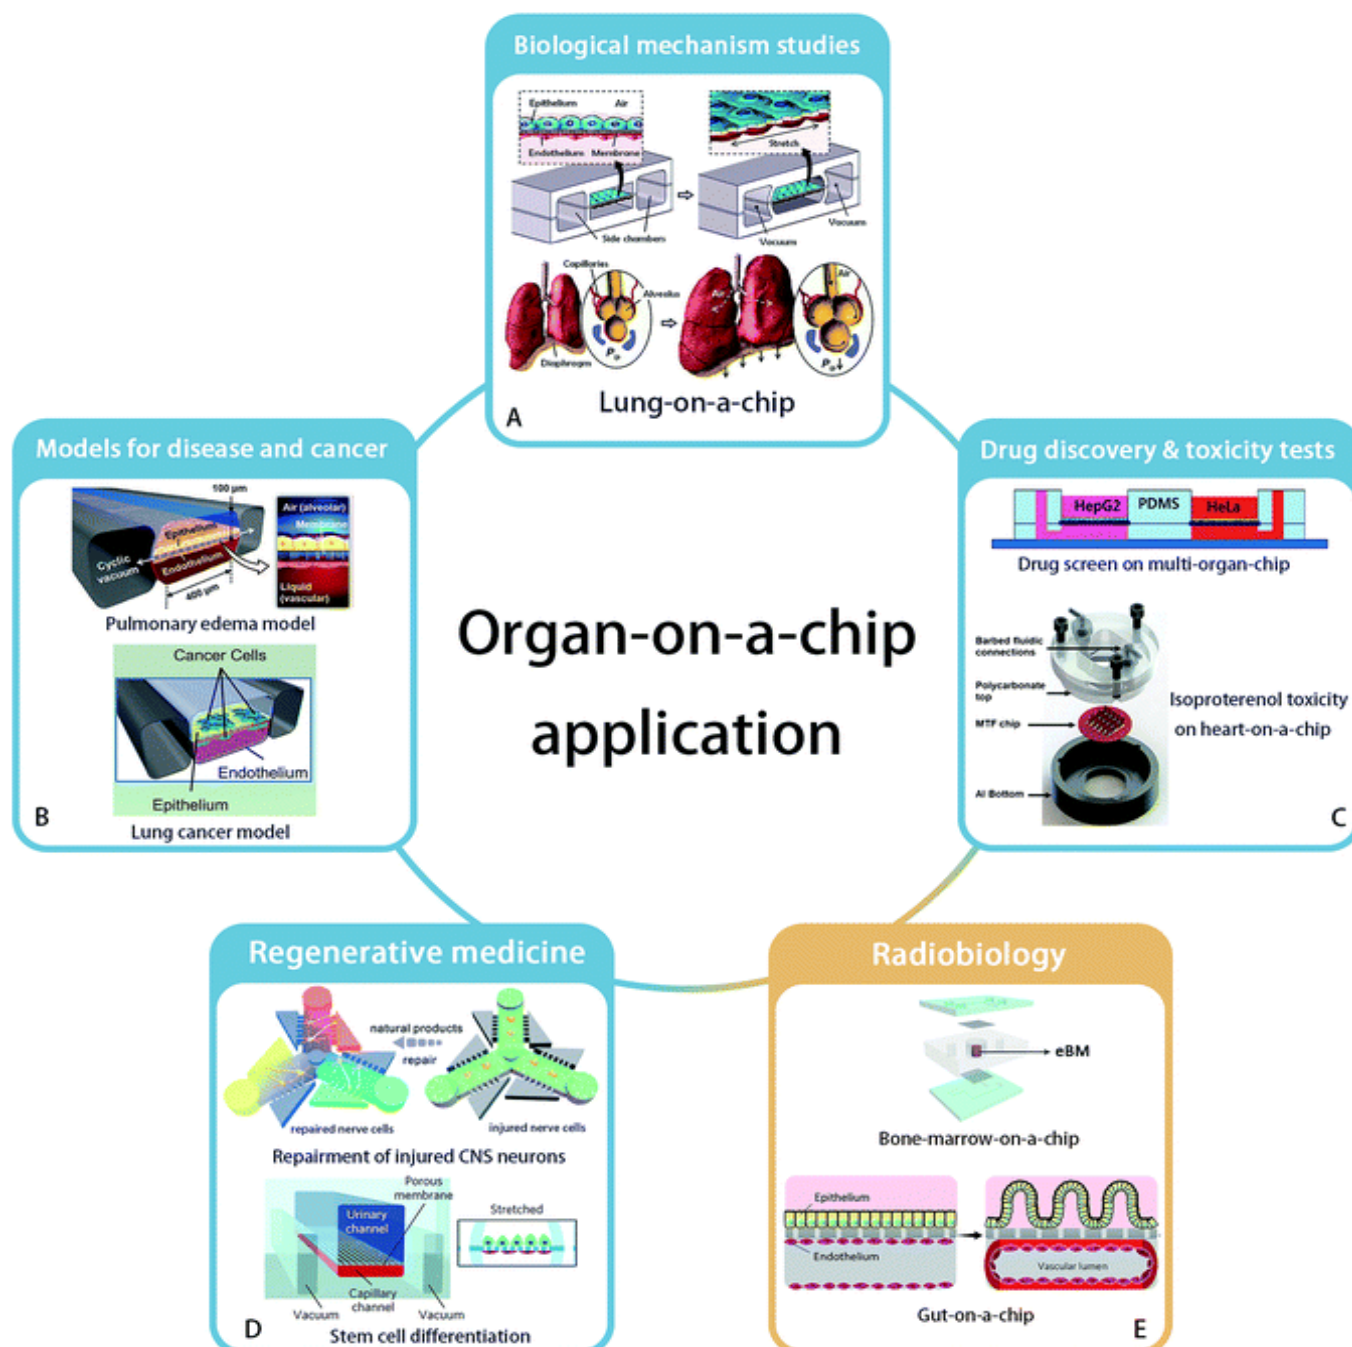 Biological mechanism studies
Epithelium
Air
Endothelium
Membrane
Stretch
Side chambers
Vacuum
Vacuum
Capillaries
Alveolus
Diaphragm
Pip
Air
Air
Pip↓
Lung-on-a-chip
A
Models for disease and cancer
100 μm
Epithelium
Endothelium
Cyclic
vacuum
400 μm
Air (alveolar)
Membrane
Liquid
(vascular)
Pulmonary edema model
Cancer Cells
Endothelium
Epithelium
Lung cancer model
B
Drug discovery & toxicity tests
HepG2
PDMS
HeLa
Drug screen on multi-organ-chip
Barbed fluidic
connections
Polycarbonate
top
MTF chip
Al Bottom
Isoproterenol toxicity
on heart-on-a-chip
C
Organ-on-a-chip
application
Regenerative medicine
natural products
repair
repaired nerve cells
injured nerve cells
Repairment of injured CNS neurons
Porous
membrane
Urinary
channel
Stretched
Capillary
channel
Vacuum
Vacuum
Stem cell differentiation
D
Radiobiology
eBM
Bone-marrow-on-a-chip
Epithelium
Endothelium
Vascular lumen
Gut-on-a-chip
E